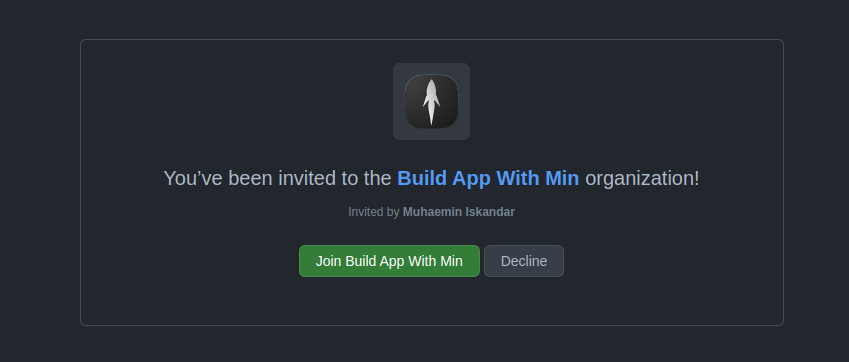 You’ve been invited to the Build App With Min organization!
Invited by Muhaemin Iskandar
Join Build App With Min
Decline